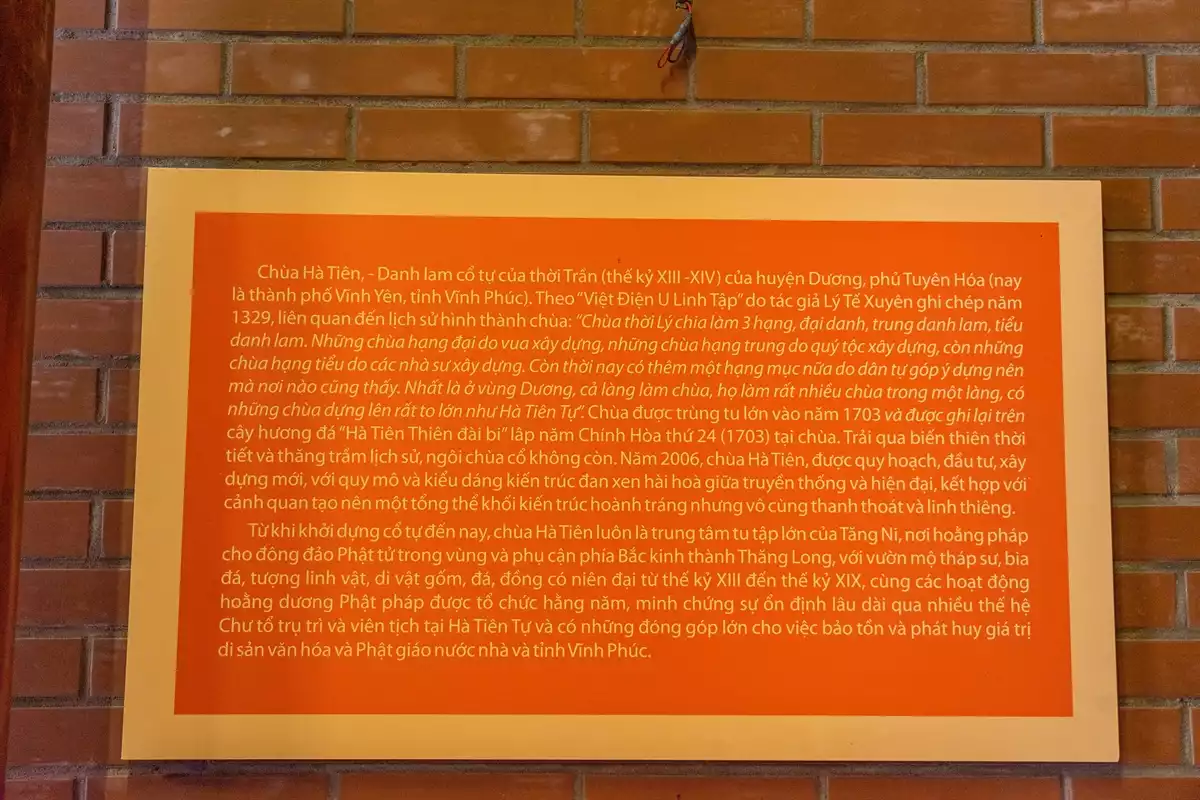 Chùa Hà Tiên, - Danh lam cổ tự của thời Trần (thế kỷ XIII -XIV) của huyện Dương, phủ Tuyên Hóa (nay
là thành phố Vĩnh Yên, tỉnh Vĩnh Phúc). Theo "Việt Điện U Linh Tập" do tác giả Lý Tế Xuyên ghi chép năm
1329, liên quan đến lịch sử hình thành chùa: "Chùa thời Lý chia làm 3 hạng, đại danh, trung danh lam, tiểu
danh lam. Những chùa hạng đại do vua xây dựng, những chùa hạng trung do quý tộc xây dựng, còn những
chùa hạng tiểu do các nhà sư xây dựng. Còn thời nay có thêm một hạng mục nữa do dân tự góp ý dựng nên
mà nơi nào cũng thấy. Nhất là ở vùng Dương, cả làng làm chùa, họ làm rất nhiều chùa trong một làng, có
những chùa dựng lên rất to lớn như Hà Tiên Tự". Chùa được trùng tu lớn vào năm 1703 và được ghi lại trên
cây hương đá "Hà Tiên Thiên đài bi" lập năm Chính Hòa thứ 24 (1703) tại chùa. Trải qua biến thiên thời
tiết và thăng trầm lịch sử, ngôi chùa cổ không còn. Năm 2006, chùa Hà Tiên, được quy hoạch, đầu tư, xây
dựng mới, với quy mô và kiểu dáng kiến trúc đan xen hài hoà giữa truyền thống và hiện đại, kết hợp với
cảnh quan tạo nên một tổng thể khối kiến trúc hoành tráng nhưng vô cùng thanh thoát và linh thiêng.
Từ khi khởi dựng cổ tự đến nay, chùa Hà Tiên luôn là trung tâm tu tập lớn của Tăng Ni, nơi hoằng pháp
cho đông đảo Phật tử trong vùng và phụ cận phía Bắc kinh thành Thăng Long, với vườn mộ tháp sư, bia
đá, tượng linh vật, di vật gốm, đá, đồng có niên đại từ thế kỷ XIII đến thế kỷ XIX, cùng các hoạt động
hoằng dương Phật pháp được tổ chức hằng năm, minh chứng sự ổn định lâu dài qua nhiều thế hệ
Chư tổ trụ trì và viên tịch tại Hà Tiên Tự và có những đóng góp lớn cho việc bảo tồn và phát huy giá trị
di sản văn hóa và Phật giáo nước nhà và tỉnh Vĩnh Phúc.